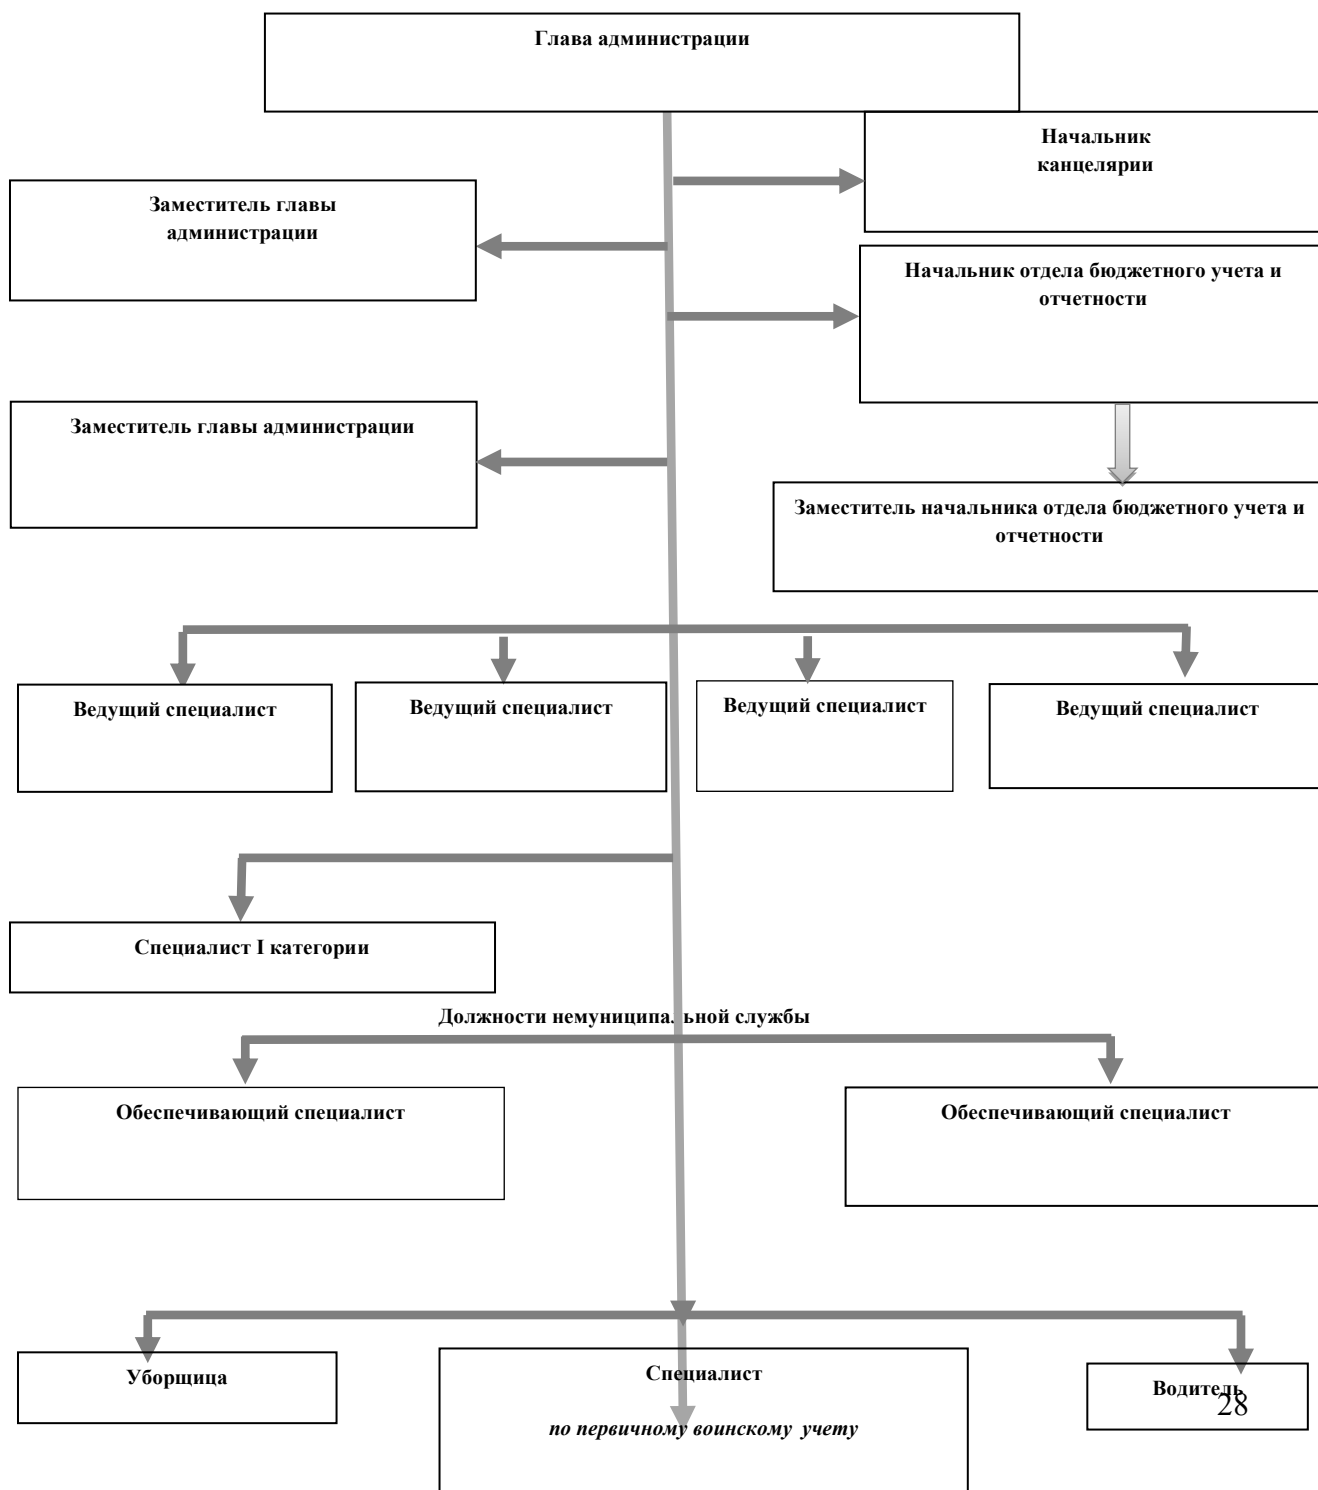 Глава администрации
Начальник
канцелярии
Заместитель главы
администрации
Начальник отдела бюджетного учета и
отчетности
Заместитель главы администрации
Заместитель начальника отдела бюджетного учета и
отчетности
Ведущий специалист
Ведущий специалист
Ведущий специалист
Ведущий специалист
Специалист I категории
Должности немуниципальной службы
Обеспечивающий специалист
Обеспечивающий специалист
Уборщица
Специалист
по первичному воинскому учету
Водитель
28